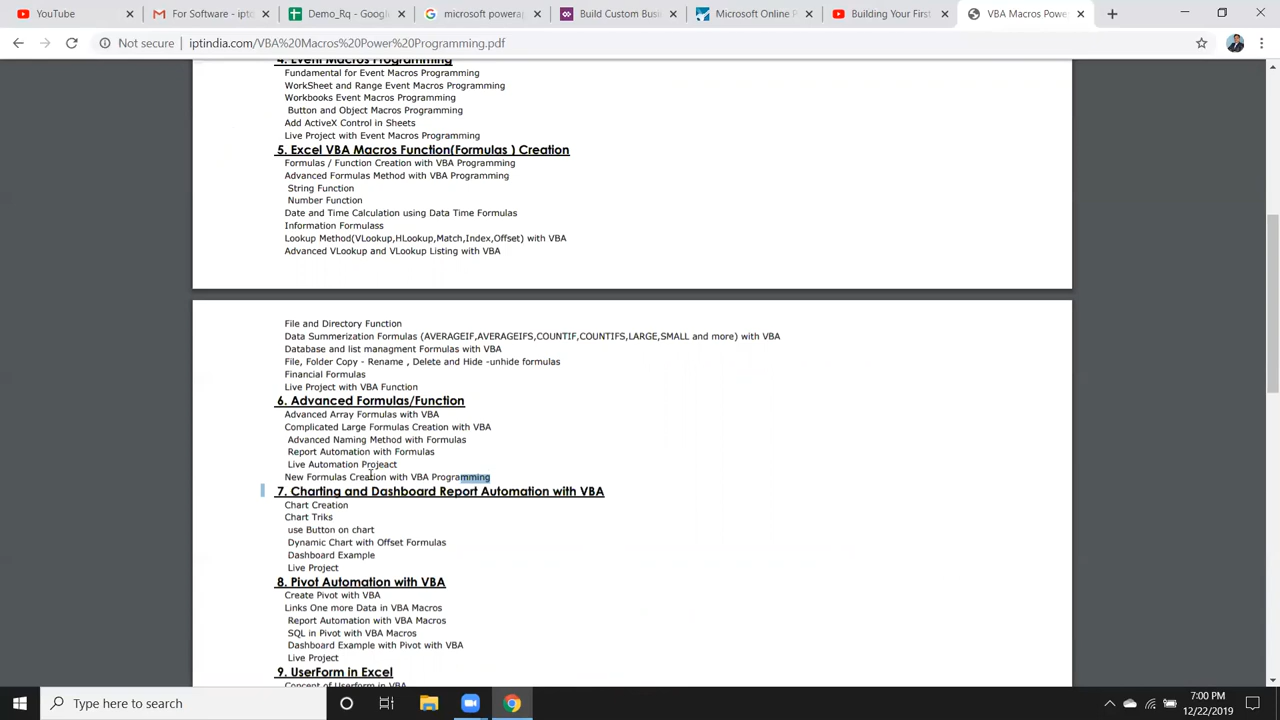 YouTube
For Software - ipti
Demo_Rq - Google
microsoft powera
Build Custom Busi
Microsoft Online P
Building Your First
VBA Macros Powe
Not secure | iptindia.com/VBA%20Macros%20Power%20Programming.pdf
4. Event Macros Programming
Fundamental for Event Macros Programming
WorkSheet and Range Event Macros Programming
Workbooks Event Macros Programming
Button and Object Macros Programming
Add ActiveX Control in Sheets
Live Project with Event Macros Programming
5. Excel VBA Macros Function(Formulas ) Creation
Formulas / Function Creation with VBA Programming
Advanced Formulas Method with VBA Programming
String Function
Number Function
Date and Time Calculation using Data Time Formulas
Information Formulass
Lookup Method(VLookup,HLookup,Match,Index,Offset) with VBA
Advanced VLookup and VLookup Listing with VBA
File and Directory Function
Data Summerization Formulas (AVERAGEIF,AVERAGEIFS,COUNTIF,COUNTIFS,LARGE,SMALL and more) with VBA
Database and list managment Formulas with VBA
File, Folder Copy - Rename , Delete and Hide -unhide formulas
Financial Formulas
Live Project with VBA Function
6. Advanced Formulas/Function
Advanced Array Formulas with VBA
Complicated Large Formulas Creation with VBA
Advanced Naming Method with Formulas
Report Automation with Formulas
Live Automation Projeact
New Formulas Creation with VBA Programming
7. Charting and Dashboard Report Automation with VBA
Chart Creation
Chart Triks
use Button on chart
Dynamic Chart with Offset Formulas
Dashboard Example
Live Project
8. Pivot Automation with VBA
Create Pivot with VBA
Links One more Data in VBA Macros
Report Automation with VBA Macros
SQL in Pivot with VBA Macros
Dashboard Example with Pivot with VBA
Live Project
9. UserForm in Excel
Concept of Userform in VBA
Type here to search
7:00 PM
12/22/2019